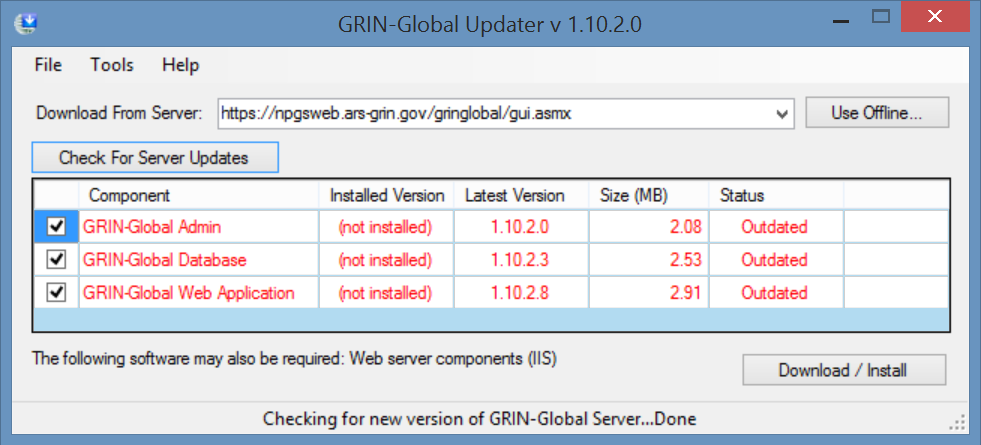 GRIN-Global Updater v 1.10.2.0
File Tools Help
Download From Server: https://npgsweb.ars-grin.gov/gringlobal/gui.asmx Use Offline...
Check For Server Updates
Component Installed Version Latest Version Size (MB) Status
GRIN-Global Admin (not installed) 1.10.2.0 2.08 Outdated
GRIN-Global Database (not installed) 1.10.2.3 2.53 Outdated
GRIN-Global Web Application (not installed) 1.10.2.8 2.91 Outdated
The following software may also be required: Web server components (IIS)
Download / Install
Checking for new version of GRIN-Global Server...Done